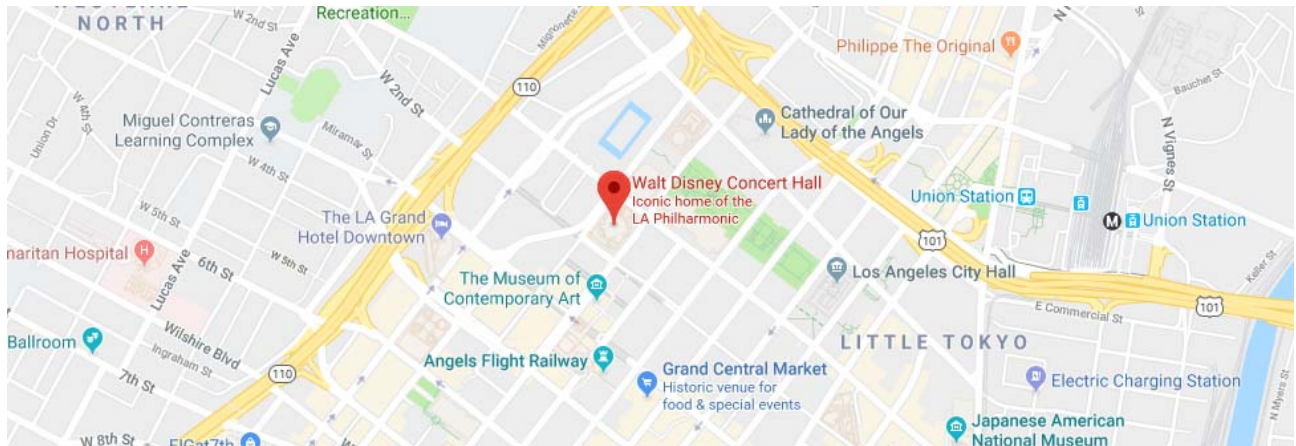 NORTH
W 2nd St
Recreation...
Lucas Ave
W 2nd St
110
Philippe The Original
Bauchet St
W 4th St
Union Dr
Miguel Contreras
Learning Complex
Miramar St
Cathedral of Our
Lady of the Angels
N Vignes St
W 4th St
Walt Disney Concert Hall
Iconic home of the
LA Philharmonic
Union Station
M
Union Station
W 5th St
The LA Grand
Hotel Downtown
101
maritan Hospital
H
6th St
W 5th St
Lucas Ave
The Museum of
Contemporary Art
Los Angeles City Hall
Keller St
101
E Commercial St
Wilshire Blvd
Ballroom
Ingraham St
7th St
110
Angels Flight Railway
LITTLE TOKYO
Grand Central Market
Historic venue for
food & special events
Electric Charging Station
N Myers St
W 8th St
FIGat7th
Japanese American
National Museum